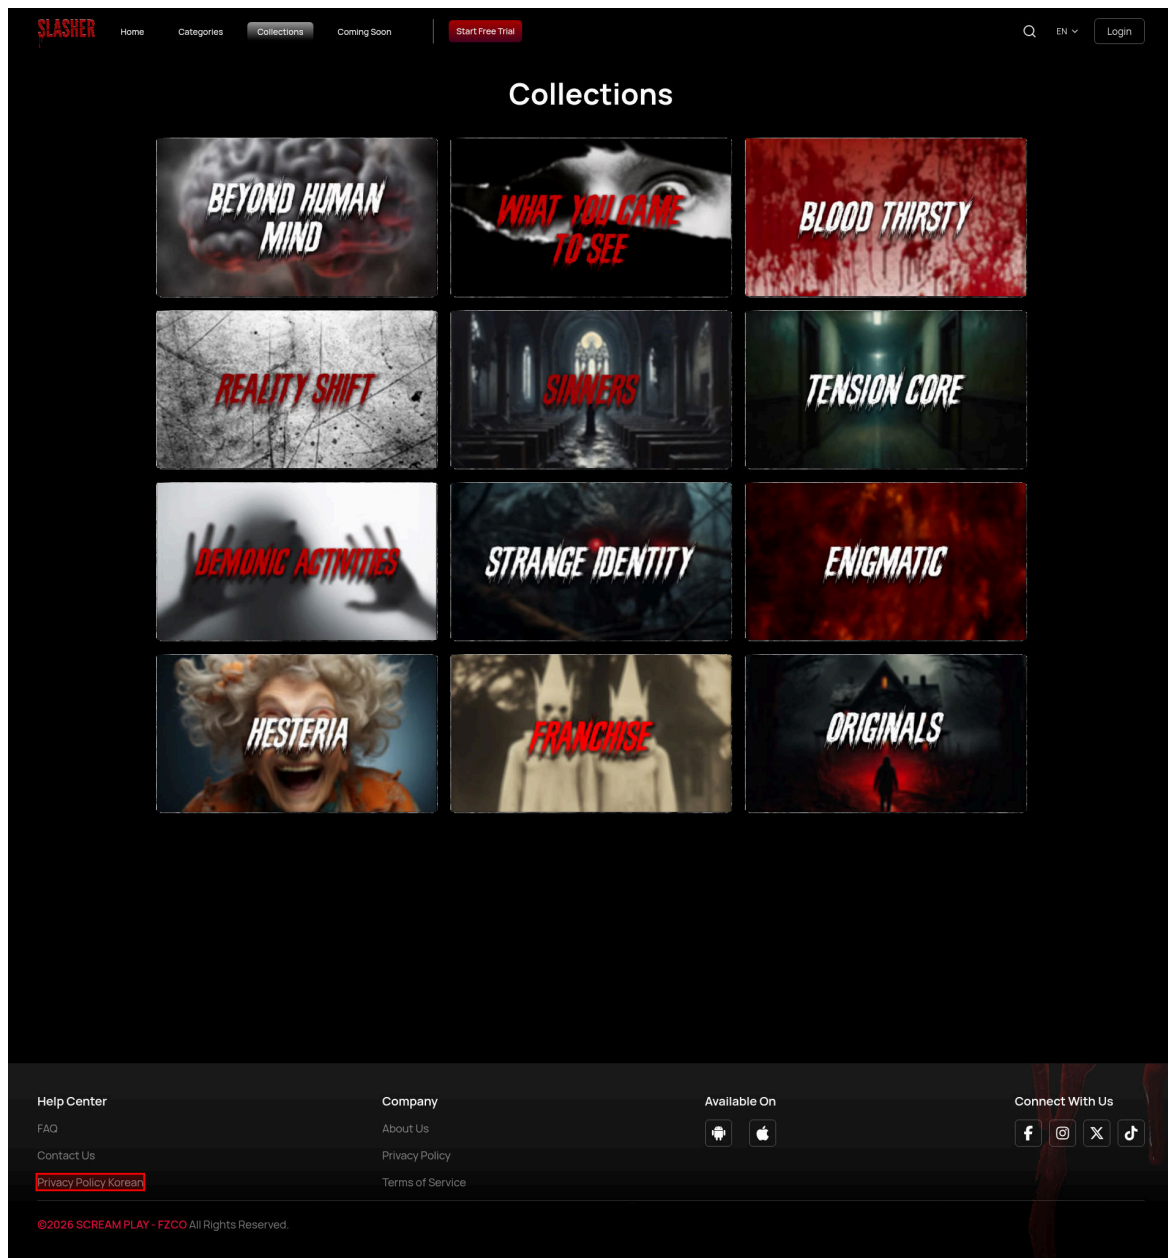 SLASHER
Home
Categories
Collections
Coming Soon
Start Free Trial
EN
Login
Collections
BEYOND HUMAN
MIND
WHAT YOU CAME
TO SEE
BLOOD THIRSTY
REALITY SHIFT
SINNERS
TENSION CORE
DEMONIC ACTIVITIES
STRANGE IDENTITY
ENIGMATIC
HESTERIA
FRANCHISE
ORIGINALS
Help Center
FAQ
Contact Us
Privacy Policy Korean
Company
About Us
Privacy Policy
Terms of Service
Available On
Connect With Us
©2026 SCREAM PLAY - FZCO All Rights Reserved.